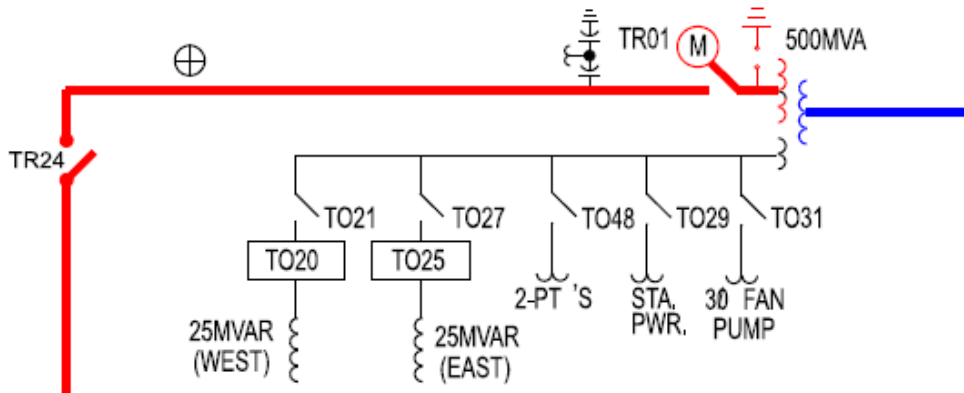 TR01
M
500MVA
TR24
TO21
TO27
TO48
TO29
TO31
TO20
TO25
2-PT 'S
STA.
PWR.
30 FAN
PUMP
25MVAR
(WEST)
25MVAR
(EAST)